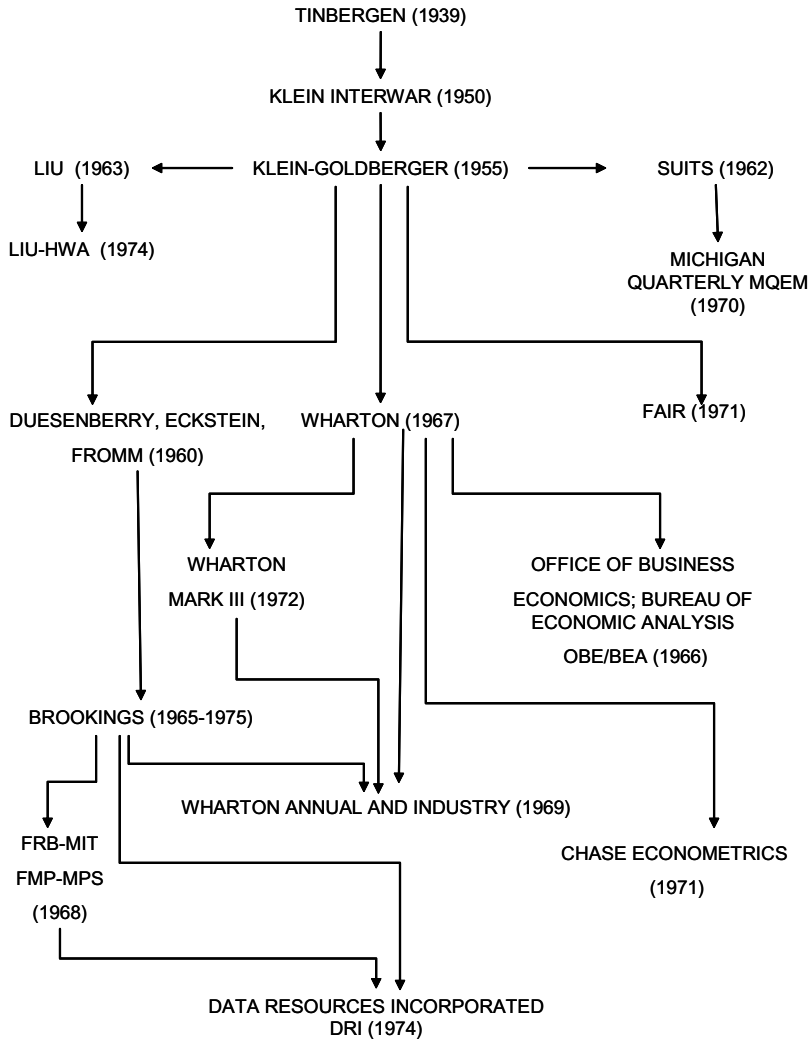 TINBERGEN (1939)
KLEIN INTERWAR (1950)
LIU (1963)
KLEIN-GOLDBERGER (1955)
SUITS (1962)
LIU-HWA (1974)
MICHIGAN
QUARTERLY MQEM
(1970)
DUESENBERRY, ECKSTEIN,
FROMM (1960)
WHARTON (1967)
FAIR (1971)
WHARTON
MARK III (1972)
OFFICE OF BUSINESS
ECONOMICS; BUREAU OF
ECONOMIC ANALYSIS
OBE/BEA (1966)
BROOKINGS (1965-1975)
WHARTON ANNUAL AND INDUSTRY (1969)
FRB-MIT
FMP-MPS
(1968)
CHASE ECONOMETRICS
(1971)
DATA RESOURCES INCORPORATED
DRI (1974)